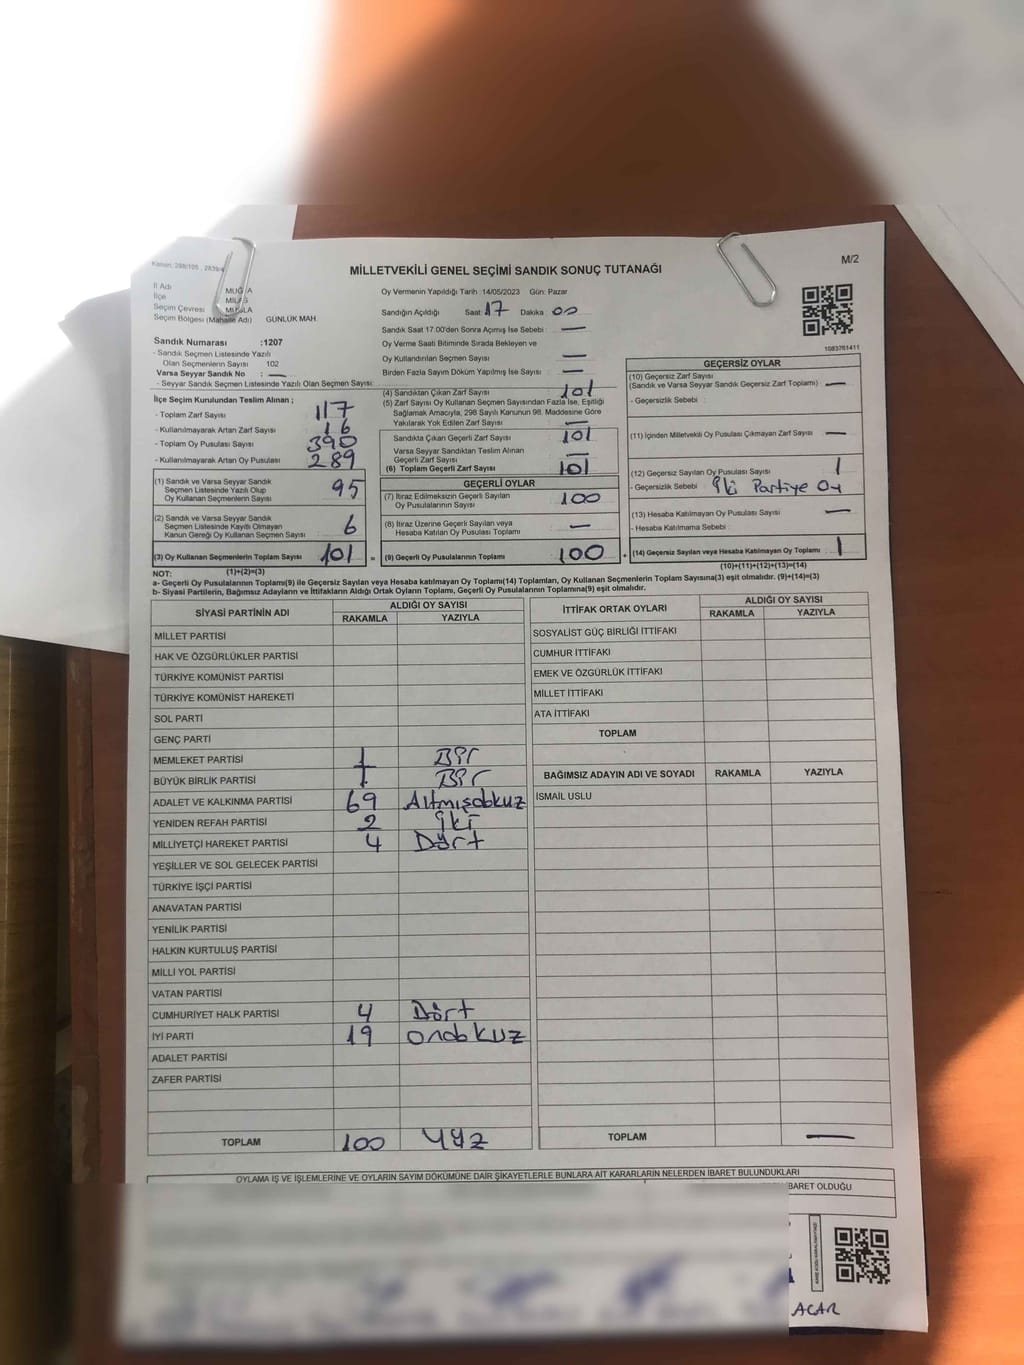 Kanun: 298/105 , 2839/4
MİLLETVEKİLİ GENEL SEÇİMİ SANDIK SONUÇ TUTANAĞI
M/2
İl Adı MUĞLA
İlçe MİLAS
Seçim Çevresi MUĞLA
Seçim Bölgesi (Mahalle Adı) GÜNLÜK MAH.
Oy Vermenin Yapıldığı Tarih :14/05/2023 Gün: Pazar
Sandığın Açıldığı Saat 17 Dakika 00
Sandık Saat 17:00'den Sonra Açmış İse Sebebi : —
Oy Verme Saati Bitiminde Sırada Bekleyen ve
Oy Kullandırılan Seçmen Sayısı —
Birden Fazla Sayım Döküm Yapılmış İse Sayısı : —
1083761411
Sandık Numarası :1207
- Sandık Seçmen Listesinde Yazılı
Olan Seçmenlerin Sayısı 102
Varsa Seyyar Sandık No : —
- Seyyar Sandık Seçmen Listesinde Yazılı Olan Seçmen Sayısı:
İlçe Seçim Kurulundan Teslim Alınan ;
- Toplam Zarf Sayısı 117
- Kullanılmayarak Artan Zarf Sayısı 16
- Toplam Oy Pusulası Sayısı 390
- Kullanılmayarak Artan Oy Pusulası 289
(1) Sandık ve Varsa Seyyar Sandık
Seçmen Listesinde Yazılı Olup
Oy Kullanan Seçmenlerin Sayısı 95
(2) Sandık ve Varsa Seyyar Sandık
Seçmen Listesinde Kayıtlı Olmayan
Kanun Gereği Oy Kullanan Seçmen Sayısı 6
(3) Oy Kullanan Seçmenlerin Toplam Sayısı 101 =
(1)+(2)=(3)
(4) Sandıktan Çıkan Zarf Sayısı 101
(5) Zarf Sayısı Oy Kullanan Seçmen Sayısından Fazla İse, Eşitliği
Sağlamak Amacıyla, 298 Sayılı Kanunun 98. Maddesine Göre
Yakılarak Yok Edilen Zarf Sayısı —
Sandıkta Çıkan Geçerli Zarf Sayısı 101
Varsa Seyyar Sandıktan Teslim Alınan
Geçerli Zarf Sayısı —
(6) Toplam Geçerli Zarf Sayısı 101
GEÇERLİ OYLAR
(7) İtiraz Edilmeksizin Geçerli Sayılan
Oy Pusulalarının Toplamı 100
(8) İtiraz Üzerine Geçerli Sayılan veya
Hesaba Katılan Oy Pusulası Toplamı —
(9) Geçerli Oy Pusulalarının Toplamı 100 +
GEÇERSİZ OYLAR
(10) Geçersiz Zarf Sayısı
(Sandık ve Varsa Seyyar Sandık Geçersiz Zarf Toplamı) —
- Geçersizlik Sebebi :
(11) İçinden Milletvekili Oy Pusulası Çıkmayan Zarf Sayısı —
(12) Geçersiz Sayılan Oy Pusulası Sayısı 1
- Geçersizlik Sebebi İki Partiye Oy
(13) Hesaba Katılmayan Oy Pusulası Sayısı —
- Hesaba Katılmama Sebebi :
(14) Geçersiz Sayılan veya Hesaba Katılmayan Oy Toplamı 1
(10)+(11)+(12)+(13)=(14)
NOT:
a- Geçerli Oy Pusulalarının Toplamı(9) ile Geçersiz Sayılan veya Hesaba katılmayan Oy Toplamı(14) Toplamları, Oy Kullanan Seçmenlerin Toplam Sayısına(3) eşit olmalıdır. (9)+(14)=(3)
b- Siyasi Partilerin, Bağımsız Adayların ve İttifakların Aldığı Ortak Oyların Toplamı, Geçerli Oy Pusulalarının Toplamına(9) eşit olmalıdır.
SİYASİ PARTİNİN ADI ALDIĞI OY SAYISI
RAKAMLA YAZIYLA
MİLLET PARTİSİ
HAK VE ÖZGÜRLÜKLER PARTİSİ
TÜRKİYE KOMÜNİST PARTİSİ
TÜRKİYE KOMÜNİST HAREKETİ
SOL PARTİ
GENÇ PARTİ
MEMLEKET PARTİSİ 1 Bir
BÜYÜK BİRLİK PARTİSİ 1 Bir
ADALET VE KALKINMA PARTİSİ 69 Altmışdokuz
YENİDEN REFAH PARTİSİ 2 iki
MİLLİYETÇİ HAREKET PARTİSİ 4 Dört
YEŞİLLER VE SOL GELECEK PARTİSİ
TÜRKİYE İŞÇİ PARTİSİ
ANAVATAN PARTİSİ
YENİLİK PARTİSİ
HALKIN KURTULUŞ PARTİSİ
MİLLİ YOL PARTİSİ
VATAN PARTİSİ
CUMHURİYET HALK PARTİSİ 4 Dört
İYİ PARTİ 19 ondokuz
ADALET PARTİSİ
ZAFER PARTİSİ
TOPLAM 100 Yüz
İTTİFAK ORTAK OYLARI ALDIĞI OY SAYISI
RAKAMLA YAZIYLA
SOSYALİST GÜÇ BİRLİĞİ İTTİFAKI
CUMHUR İTTİFAKI
EMEK VE ÖZGÜRLÜK İTTİFAKI
MİLLET İTTİFAKI
ATA İTTİFAKI
TOPLAM
BAĞIMSIZ ADAYIN ADI VE SOYADI RAKAMLA YAZIYLA
İSMAİL USLU
TOPLAM —
OYLAMA İŞ VE İŞLEMLERİNE VE OYLARIN SAYIM DÖKÜMÜNE DAİR ŞİKAYETLERLE BUNLARA AİT KARARLARIN NELERDEN İBARET BULUNDUKLARI
BARET OLDUĞU
ACAR